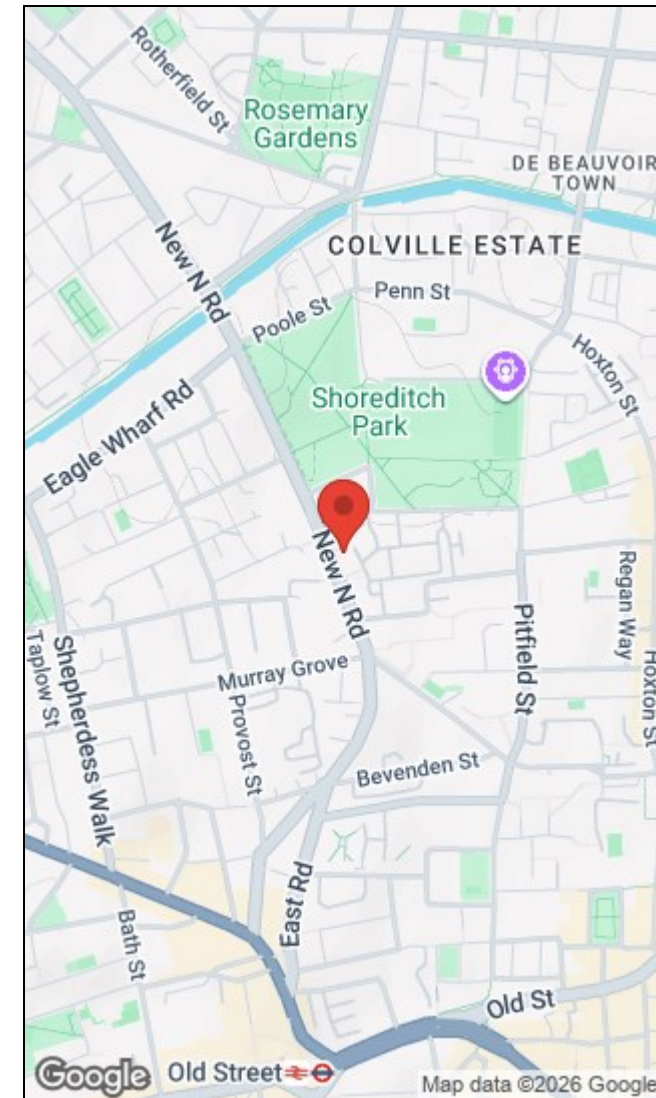 Rotherfield St
Rosemary
Gardens
DE BEAUVOIR
TOWN
New N Rd
COLVILLE ESTATE
Penn St
Poole St
Hoxton St
Shoreditch
Park
Eagle Wharf Rd
New N Rd
Regan Way
Pitfield St
Hoxton St
Taplow St
Shepherdess Walk
Murray Grove
Provost St
Bevenden St
East Rd
Bath St
Old St
Google
Old Street
Map data ©2026 Google